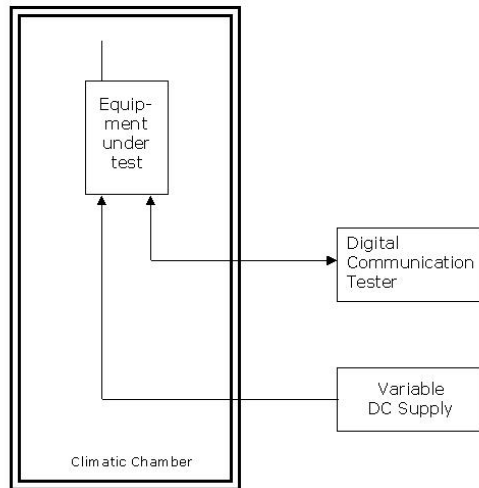 Equip-
ment
under
test
Digital
Communication
Tester
Variable
DC Supply
Climatic Chamber